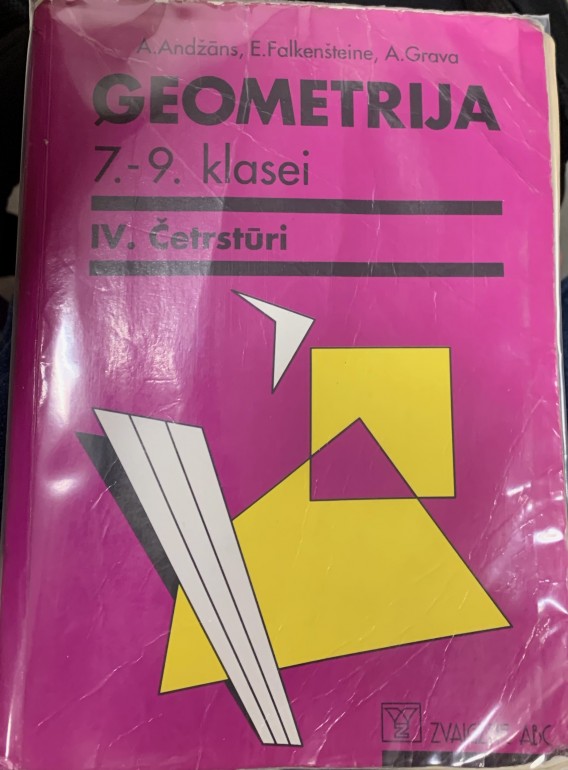 A.Andžāns, E.Falkenšteine, A.Grava
ĢEOMETRIJA
7.-9. klasei
IV. Četrstūri
ZVAIGZNE ABC